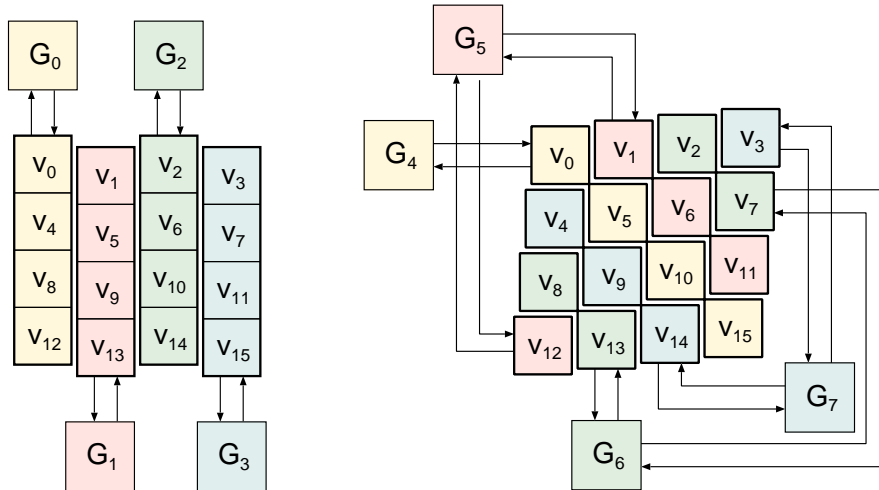 G₀ G₂
v₀ v₁ v₂ v₃
v₄ v₅ v₆ v₇
v₈ v₉ v₁₀ v₁₁
v₁₂ v₁₃ v₁₄ v₁₅
G₁ G₃
G₅
G₄ v₀ v₁ v₂ v₃
v₄ v₅ v₆ v₇
v₈ v₉ v₁₀ v₁₁
v₁₂ v₁₃ v₁₄ v₁₅
G₇
G₆